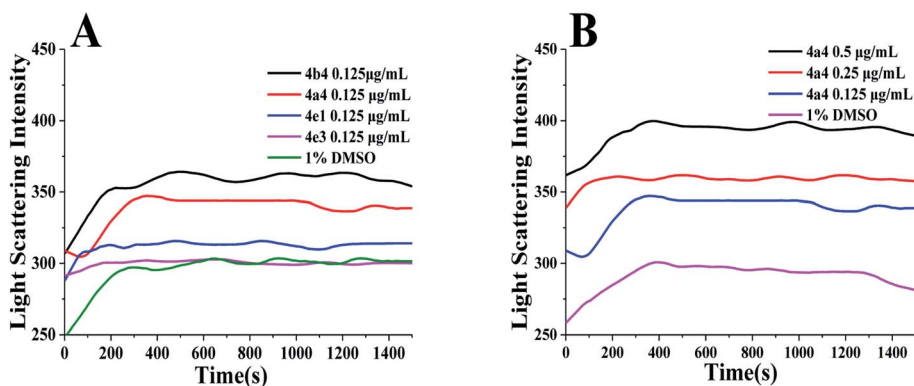 A
450
400
350
300
250
Light Scattering Intensity
4b4 0.125µg/mL
4a4 0.125 µg/mL
4e1 0.125 µg/mL
4e3 0.125 µg/mL
1% DMSO
0 200 400 600 800 1000 1200 1400
Time(s)
B
450
400
350
300
250
Light Scattering Intensity
4a4 0.5 µg/mL
4a4 0.25 µg/mL
4a4 0.125 µg/mL
1% DMSO
0 200 400 600 800 1000 1200 1400
Time(s)